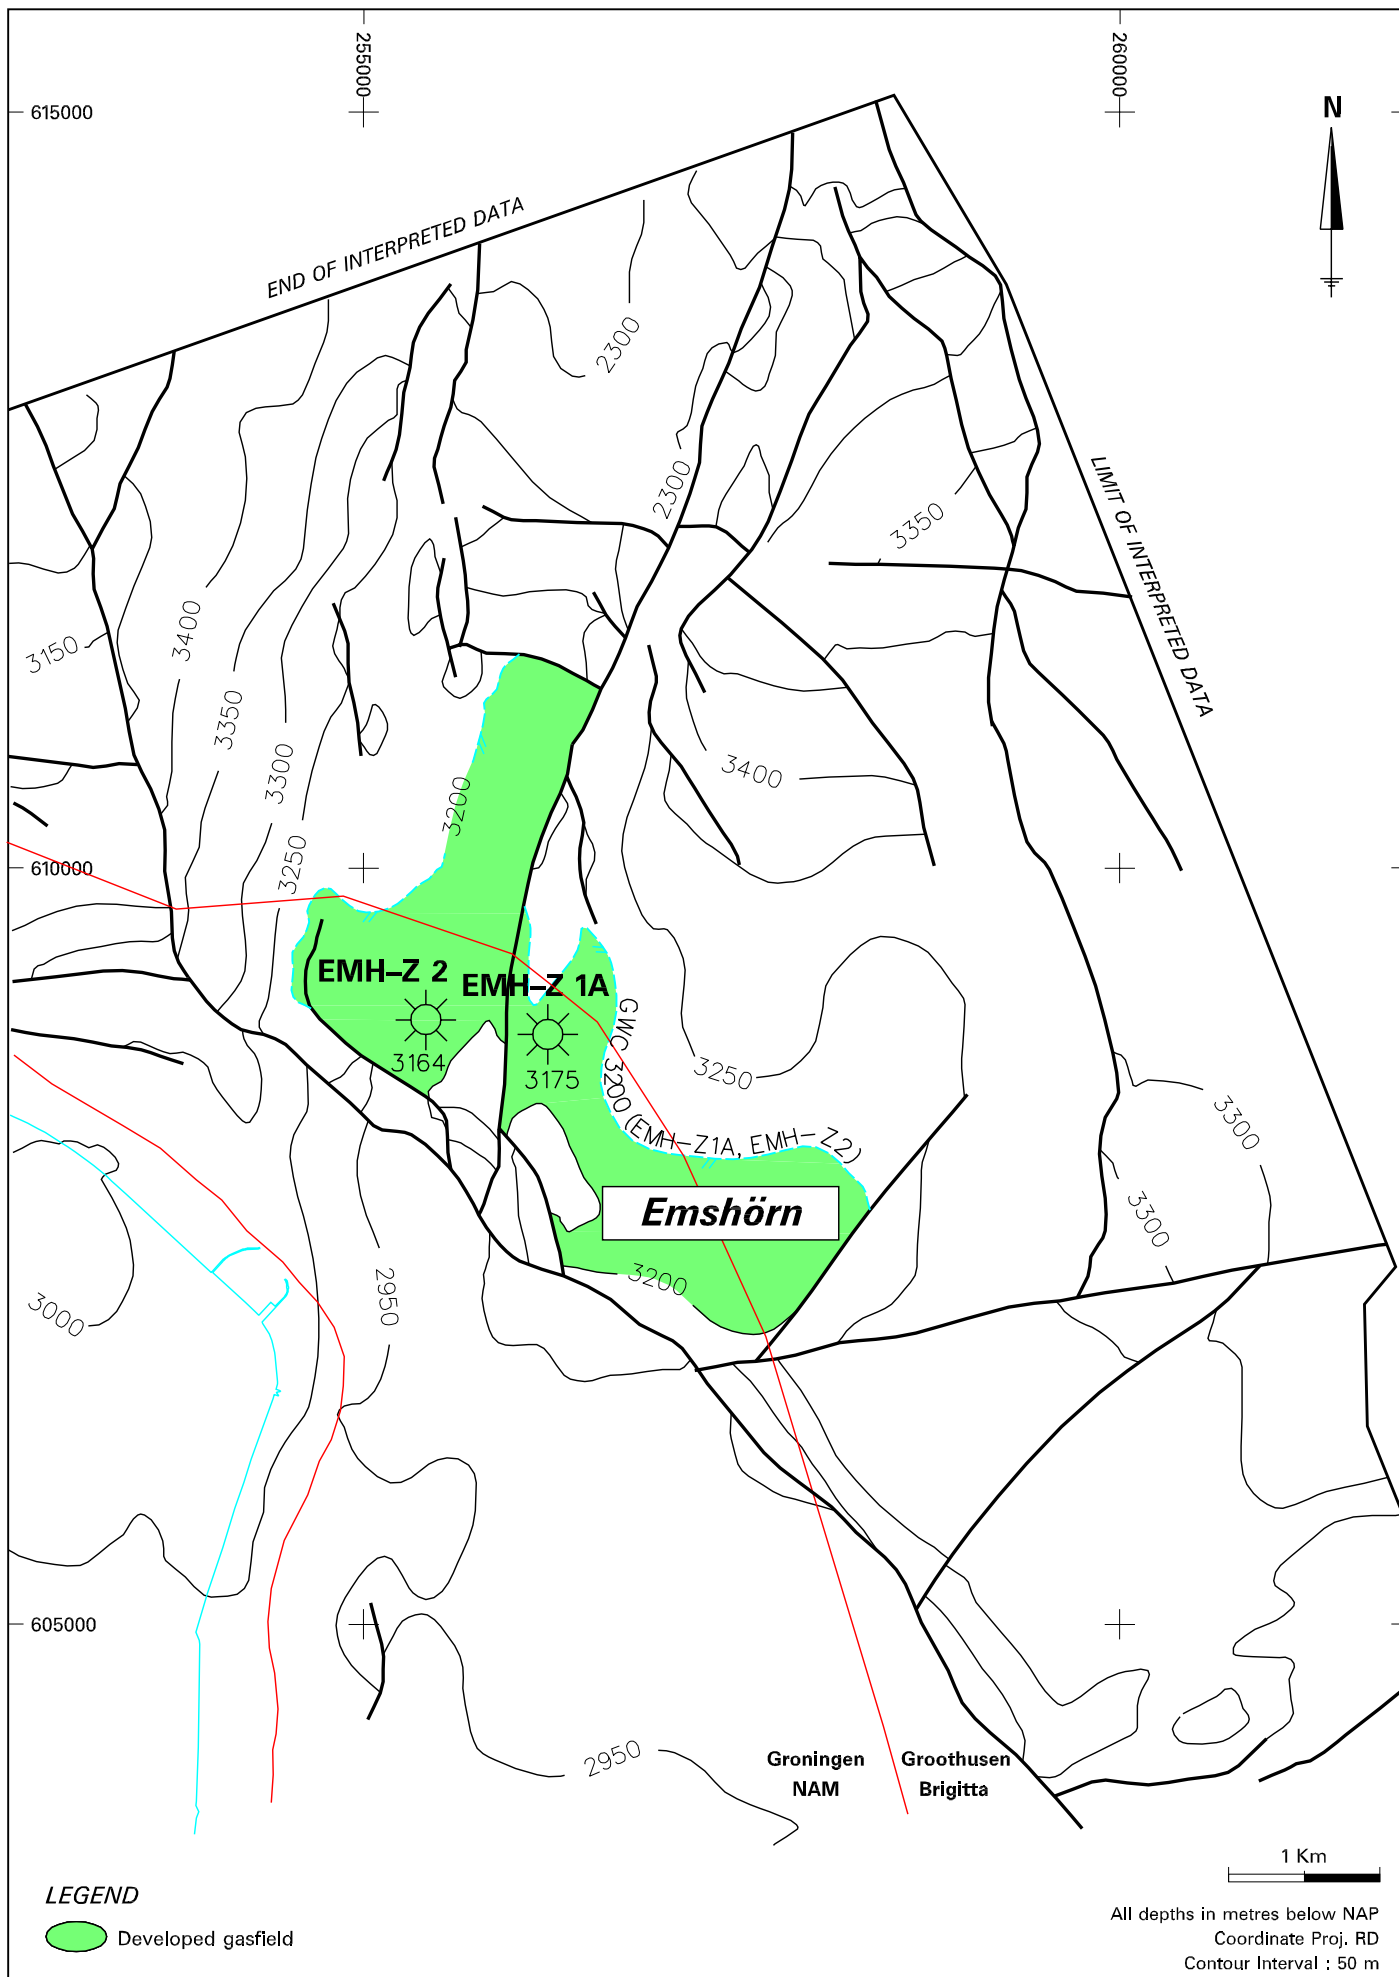 255000
260000
615000
N
END OF INTERPRETED DATA
2300
2300
LIMIT OF INTERPRETED DATA
3350
3400
3150
3350
3300
3400
3200
610000
3250
EMH–Z 2
EMH–Z 1A
GWC 3200 (EMH–Z1A, EMH–Z2)
3164
3175
3250
3300
3300
Emshörn
3200
2950
3000
605000
2950
Groningen
NAM
Groothusen
Brigitta
1 Km
LEGEND
Developed gasfield
All depths in metres below NAP
Coordinate Proj. RD
Contour Interval : 50 m